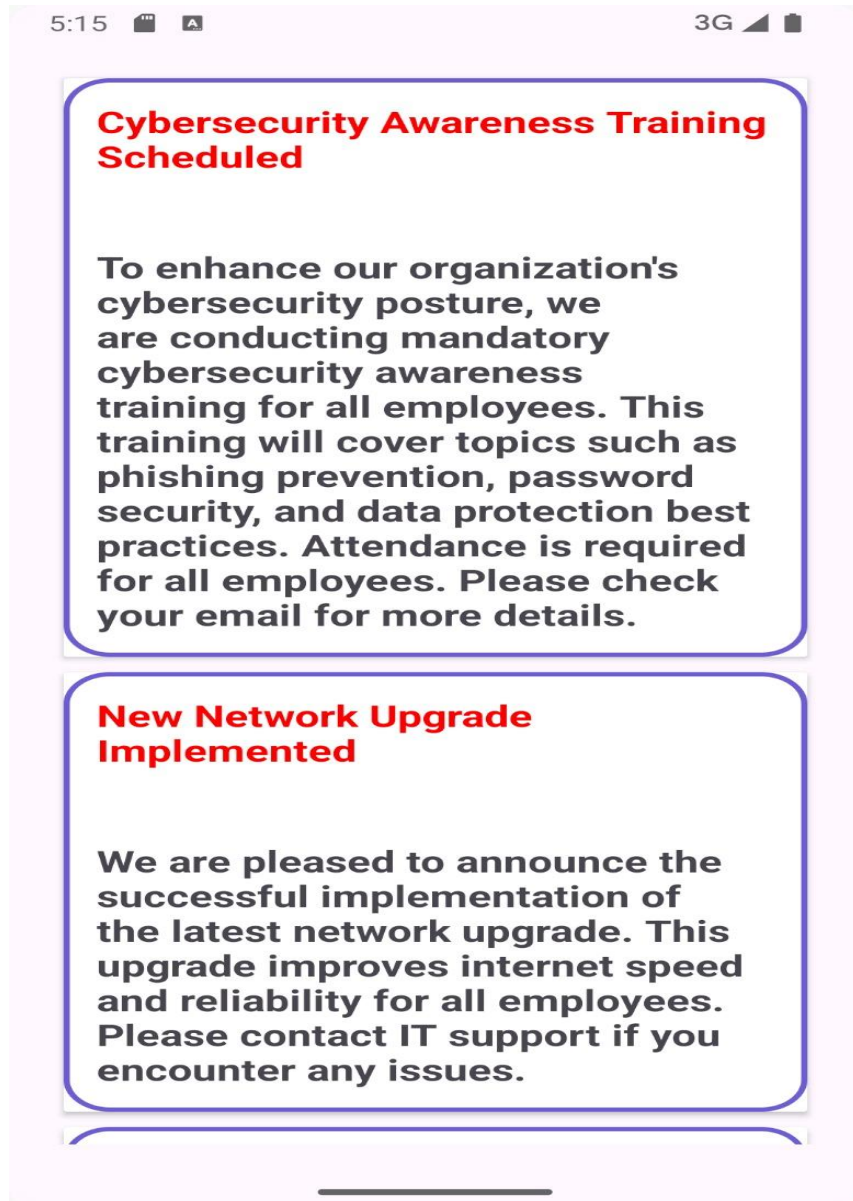 5:15
3G
Cybersecurity Awareness Training
Scheduled
To enhance our organization's
cybersecurity posture, we
are conducting mandatory
cybersecurity awareness
training for all employees. This
training will cover topics such as
phishing prevention, password
security, and data protection best
practices. Attendance is required
for all employees. Please check
your email for more details.
New Network Upgrade
Implemented
We are pleased to announce the
successful implementation of
the latest network upgrade. This
upgrade improves internet speed
and reliability for all employees.
Please contact IT support if you
encounter any issues.